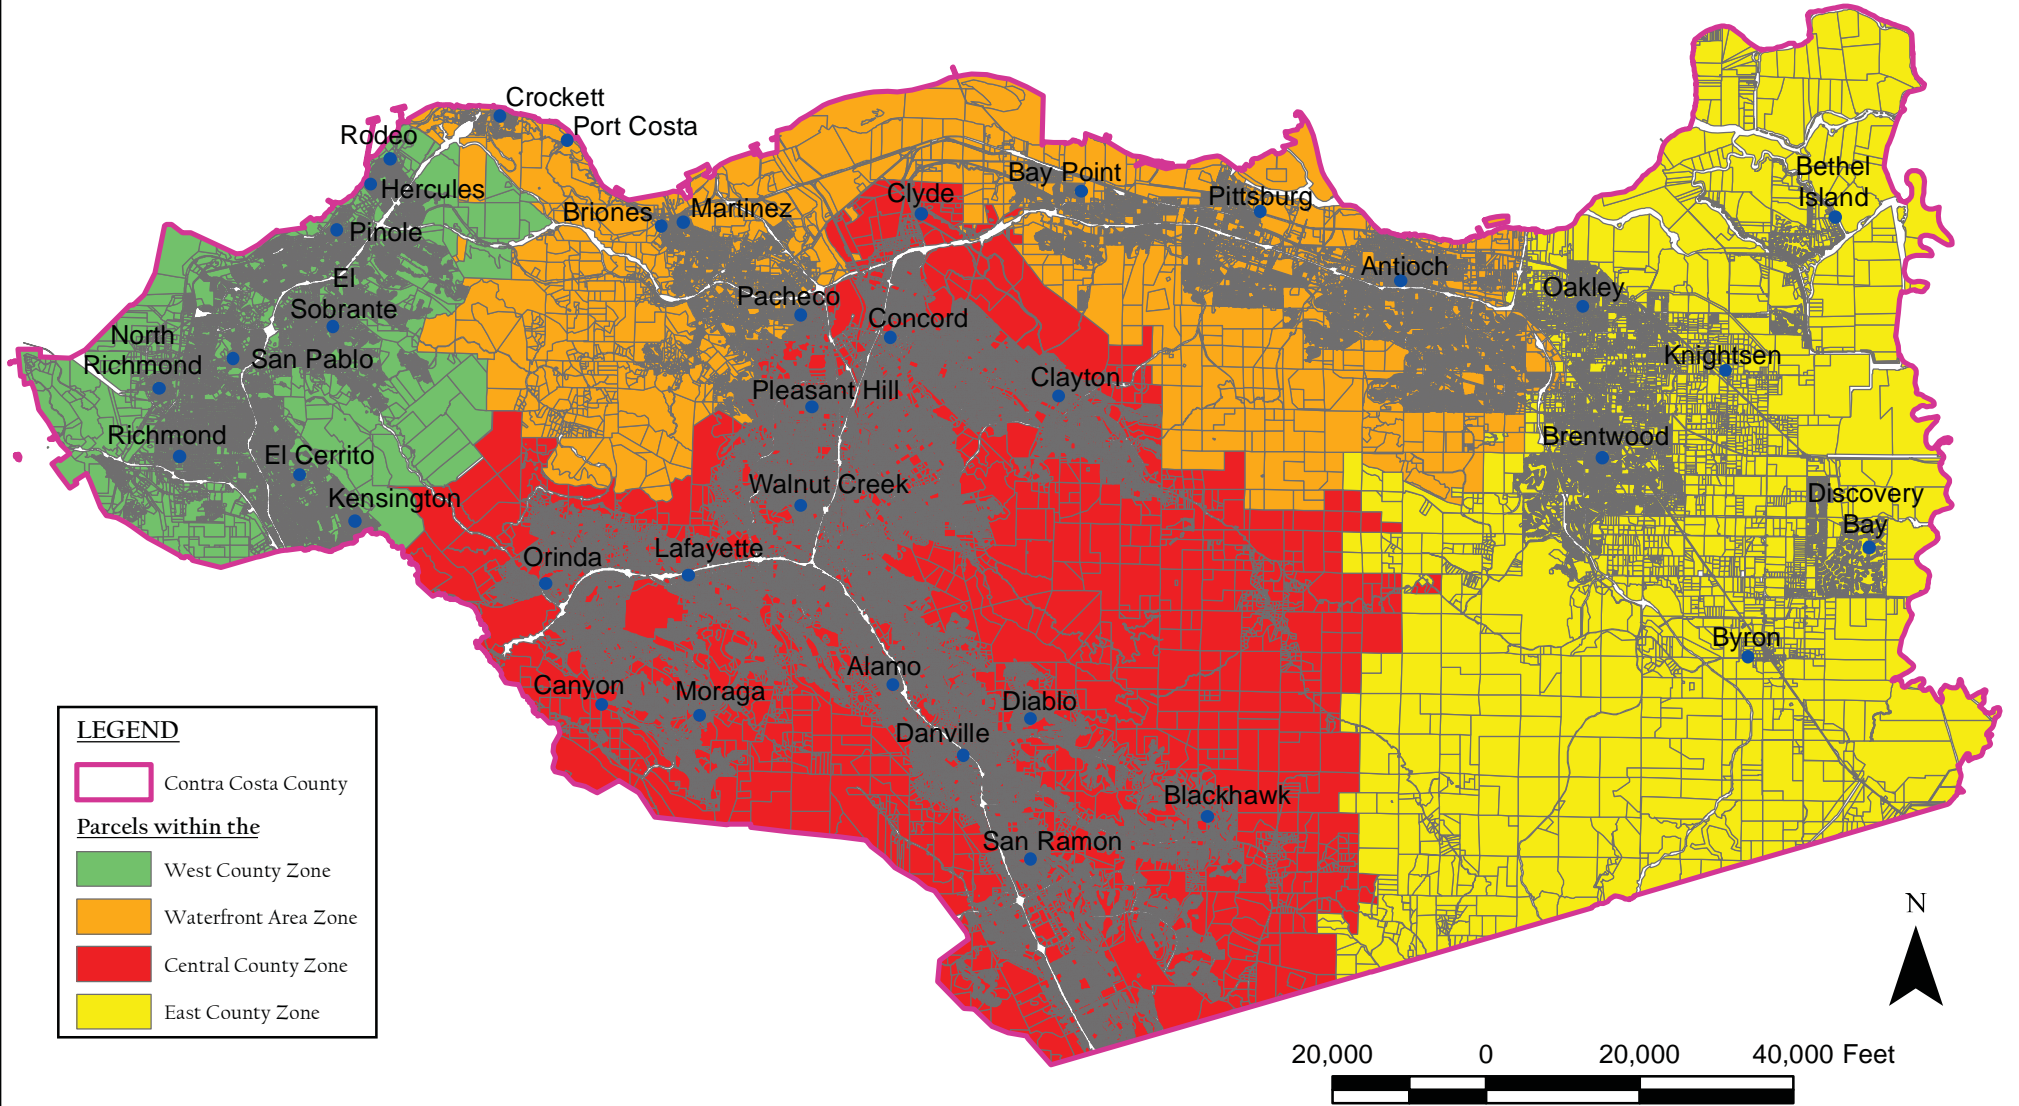 Crockett
Port Costa
Rodeo
Hercules
Pinole
Briones
Martinez
Clyde
Bay Point
Pittsburg
Bethel
Island
El
Sobrante
Pacheco
Concord
Antioch
Oakley
North
Richmond
San Pablo
Pleasant Hill
Clayton
Knightsen
Richmond
El Cerrito
Kensington
Walnut Creek
Brentwood
Discovery
Bay
Orinda
Lafayette
Byron
Canyon
Moraga
Alamo
Diablo
Danville
Blackhawk
San Ramon
LEGEND
Contra Costa County
Parcels within the
West County Zone
Waterfront Area Zone
Central County Zone
East County Zone
N
20,000 0 20,000 40,000 Feet